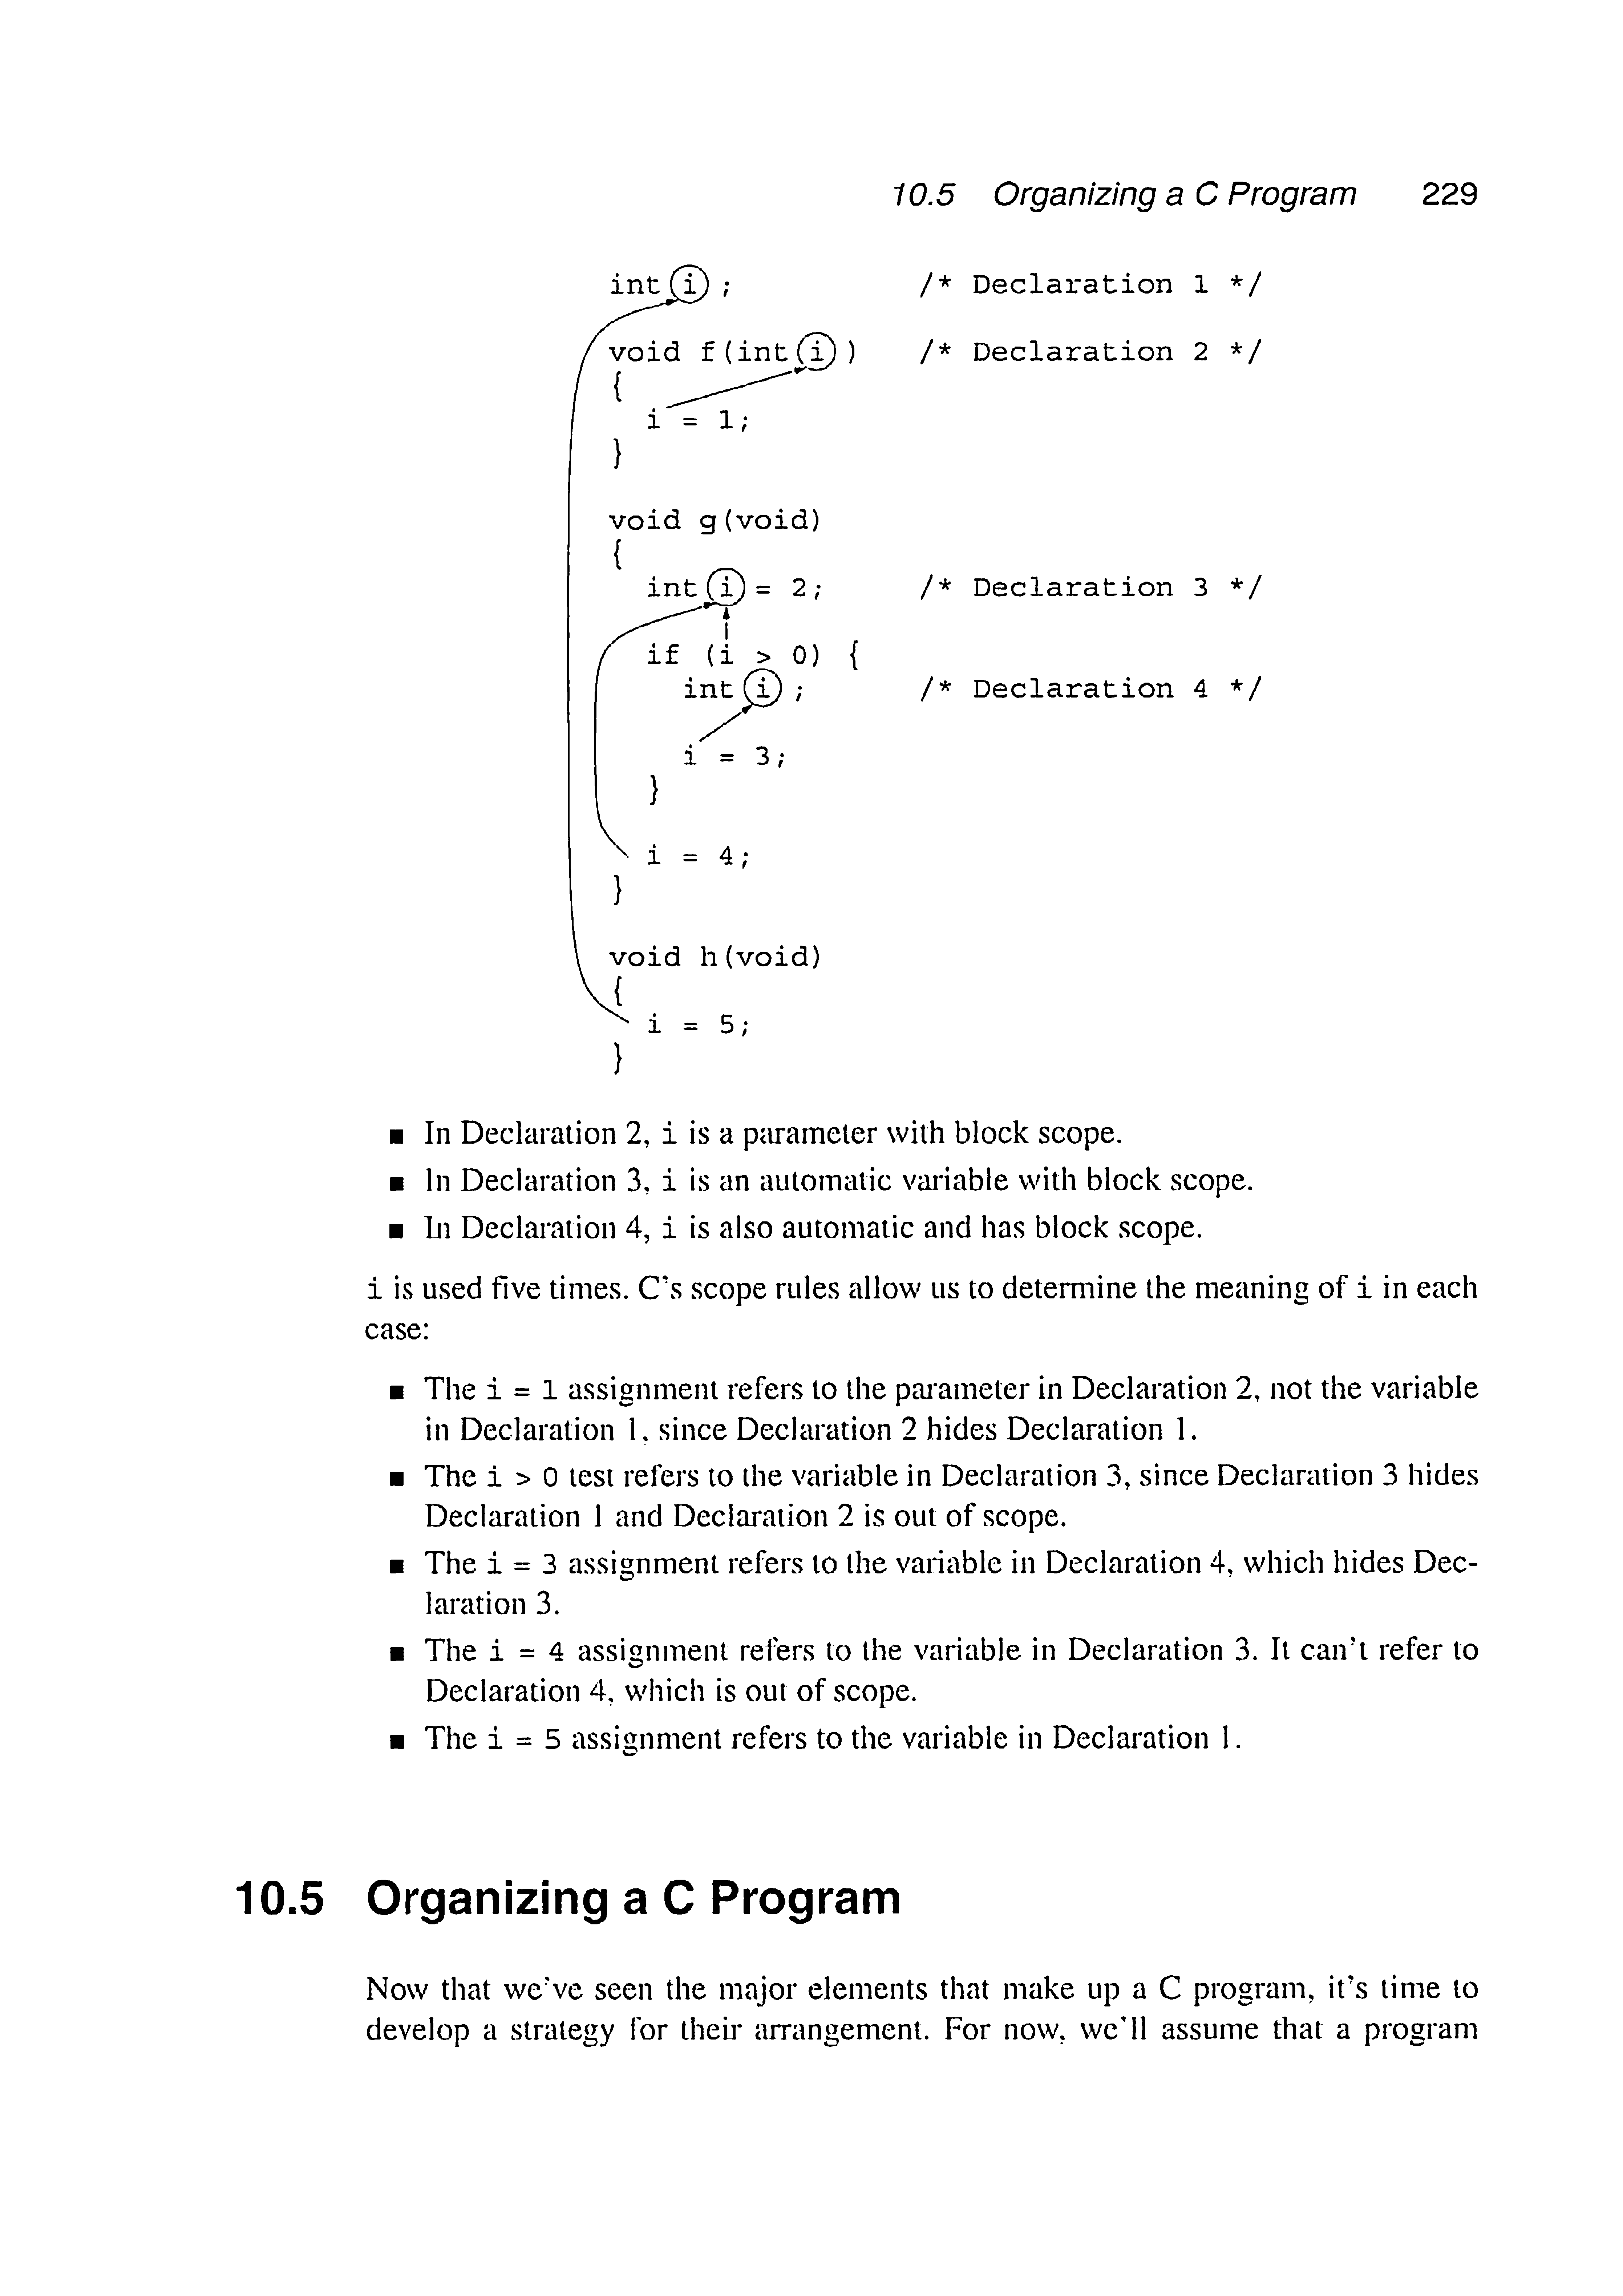 10.5 Organizing a C Program 229
int i ; /* Declaration 1 */
void f(int i ) /* Declaration 2 */
{
i = 1;
}
void g(void)
{
int i = 2; /* Declaration 3 */
if (i > 0) {
int i ; /* Declaration 4 */
i = 3;
}
i = 4;
}
void h(void)
{
i = 5;
}
■ In Declaration 2, i is a parameter with block scope.
■ In Declaration 3, i is an automatic variable with block scope.
■ In Declaration 4, i is also automatic and has block scope.
i is used five times. C's scope rules allow us to determine the meaning of i in each
case:
■ The i = 1 assignment refers to the parameter in Declaration 2, not the variable
in Declaration 1, since Declaration 2 hides Declaration 1.
■ The i > 0 test refers to the variable in Declaration 3, since Declaration 3 hides
Declaration 1 and Declaration 2 is out of scope.
■ The i = 3 assignment refers to the variable in Declaration 4, which hides Dec-
laration 3.
■ The i = 4 assignment refers to the variable in Declaration 3. It can't refer to
Declaration 4, which is out of scope.
■ The i = 5 assignment refers to the variable in Declaration 1.
10.5 Organizing a C Program
Now that we've seen the major elements that make up a C program, it's time to
develop a strategy for their arrangement. For now, we'll assume that a program